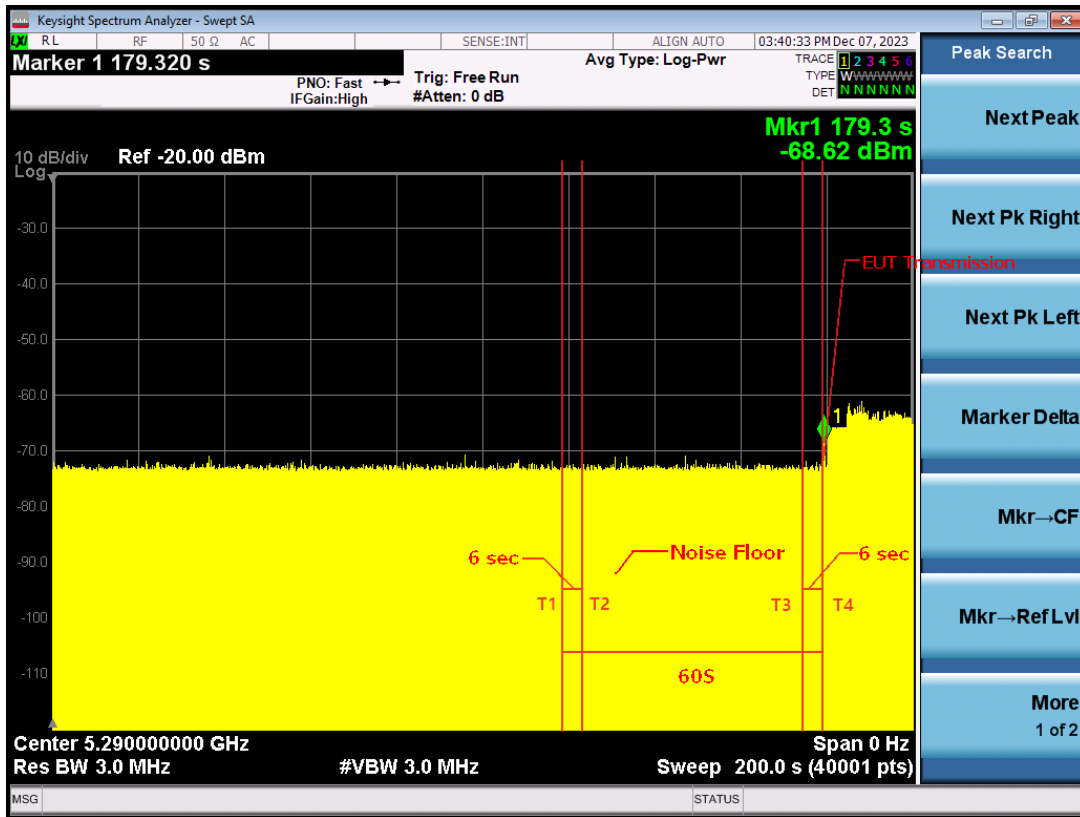 Keysight Spectrum Analyzer - Swept SA
LXI RL RF 50 Ω AC SENSE:INT ALIGN AUTO 03:40:33 PM Dec 07, 2023
Marker 1 179.320 s
PNO: Fast
IFGain:High
Trig: Free Run
#Atten: 0 dB
Avg Type: Log-Pwr
TRACE 1 2 3 4 5 6
TYPE WWWWWW
DET N N N N N N
Peak Search
Mkr1 179.3 s
-68.62 dBm
10 dB/div Ref -20.00 dBm
Log
-30.0
-40.0
-50.0
-60.0
-70.0
-80.0
-90.0
-100
-110
EUT Transmission
1
6 sec
Noise Floor
6 sec
T1 T2 T3 T4
60S
Center 5.290000000 GHz Span 0 Hz
Res BW 3.0 MHz #VBW 3.0 MHz Sweep 200.0 s (40001 pts)
MSG STATUS
Next Peak
Next Pk Right
Next Pk Left
Marker Delta
Mkr→CF
Mkr→Ref Lvl
More
1 of 2